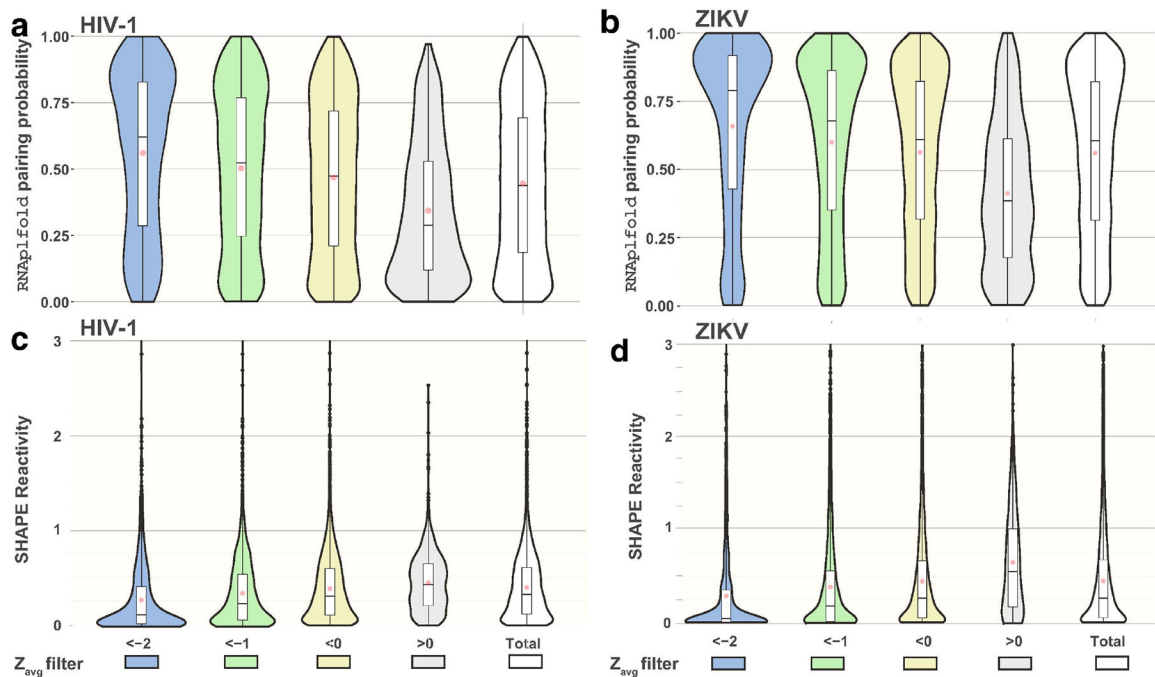 a HIV-1
RNAplfold pairing probability
1.00
0.75
0.50
0.25
0.00
b ZIKV
RNAplfold pairing probability
1.00
0.75
0.50
0.25
0.00
c HIV-1
SHAPE Reactivity
3
2
1
0
<−2 <−1 <0 >0 Total
Zavg filter
d ZIKV
SHAPE Reactivity
3
2
1
0
<−2 <−1 <0 >0 Total
Zavg filter